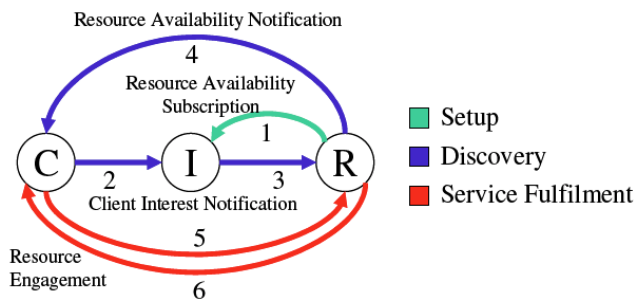 Resource Availability Notification
4
Resource Availability
Subscription
1
Setup
C
I
R
Discovery
2
3
Client Interest Notification
Service Fulfilment
5
Resource
Engagement
6